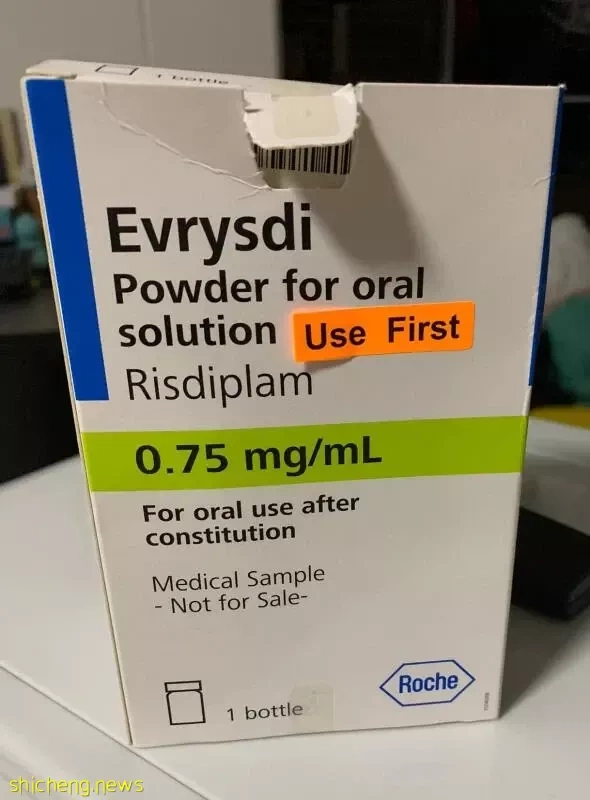 1 bottle
Evrysdi
Powder for oral
solution
Use First
Risdiplam
0.75 mg/mL
For oral use after
constitution
Medical Sample
- Not for Sale-
Roche
1 bottle
shicheng.news